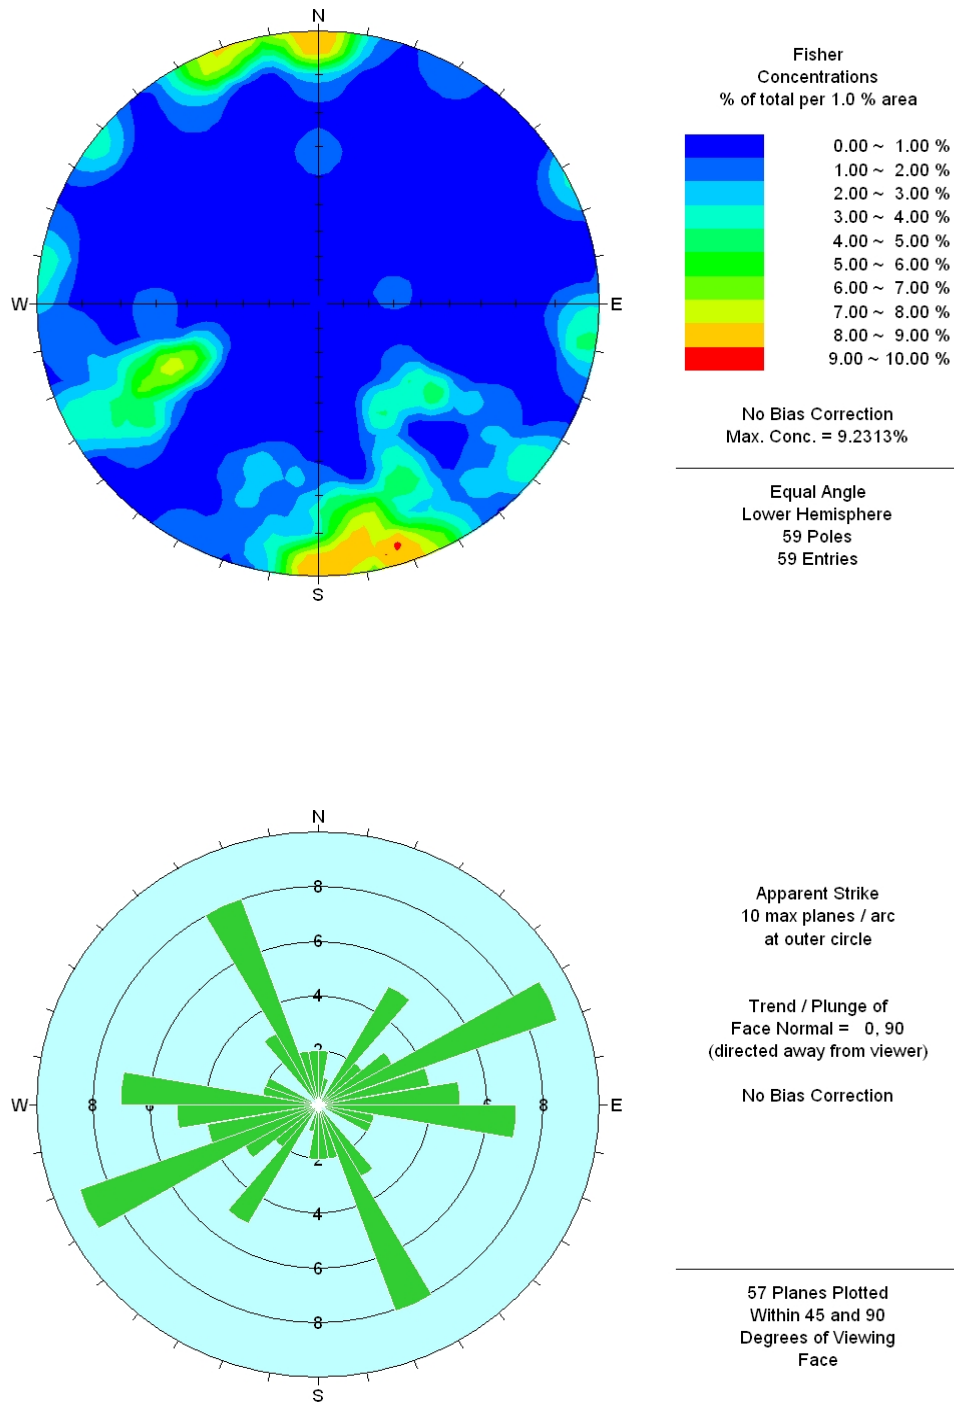 N
W
E
S
Fisher
Concentrations
% of total per 1.0 % area
0.00 ~ 1.00 %
1.00 ~ 2.00 %
2.00 ~ 3.00 %
3.00 ~ 4.00 %
4.00 ~ 5.00 %
5.00 ~ 6.00 %
6.00 ~ 7.00 %
7.00 ~ 8.00 %
8.00 ~ 9.00 %
9.00 ~ 10.00 %
No Bias Correction
Max. Conc. = 9.2313%
Equal Angle
Lower Hemisphere
59 Poles
59 Entries
N
8
6
4
2
W
8
6
6
8
E
2
4
6
8
S
Apparent Strike
10 max planes / arc
at outer circle
Trend / Plunge of
Face Normal = 0, 90
(directed away from viewer)
No Bias Correction
57 Planes Plotted
Within 45 and 90
Degrees of Viewing
Face